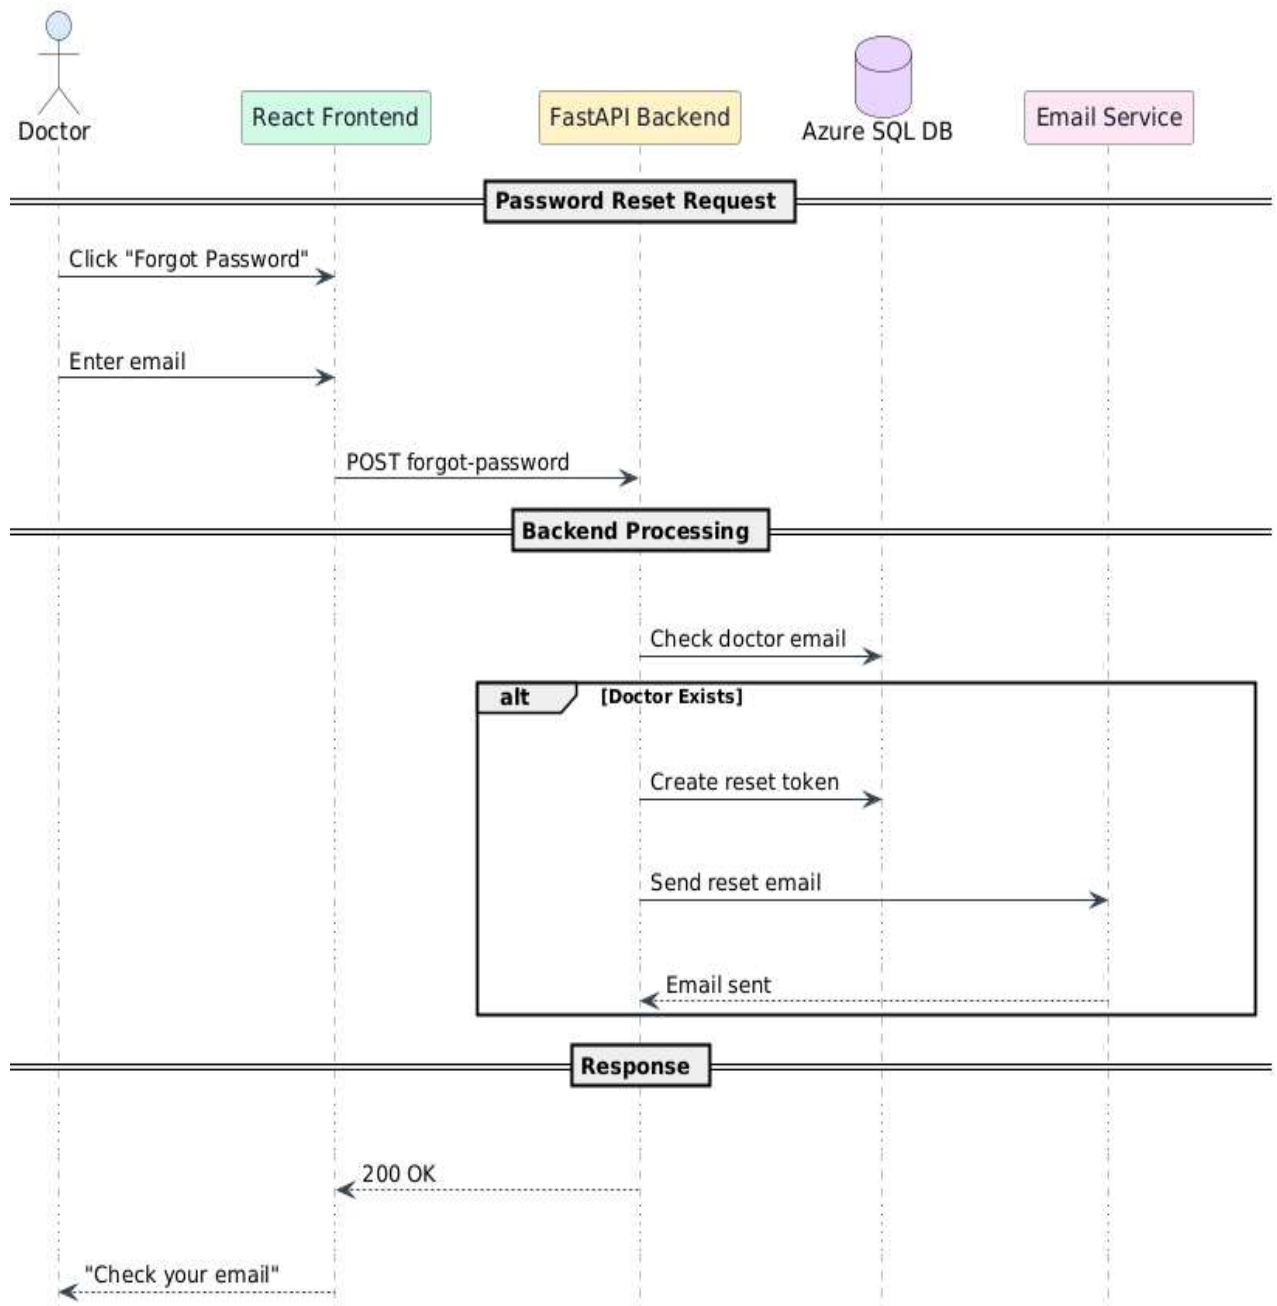 Doctor
React Frontend
FastAPI Backend
Azure SQL DB
Email Service
Password Reset Request
Click "Forgot Password"
Enter email
POST forgot-password
Backend Processing
Check doctor email
alt
[Doctor Exists]
Create reset token
Send reset email
Email sent
Response
200 OK
"Check your email"